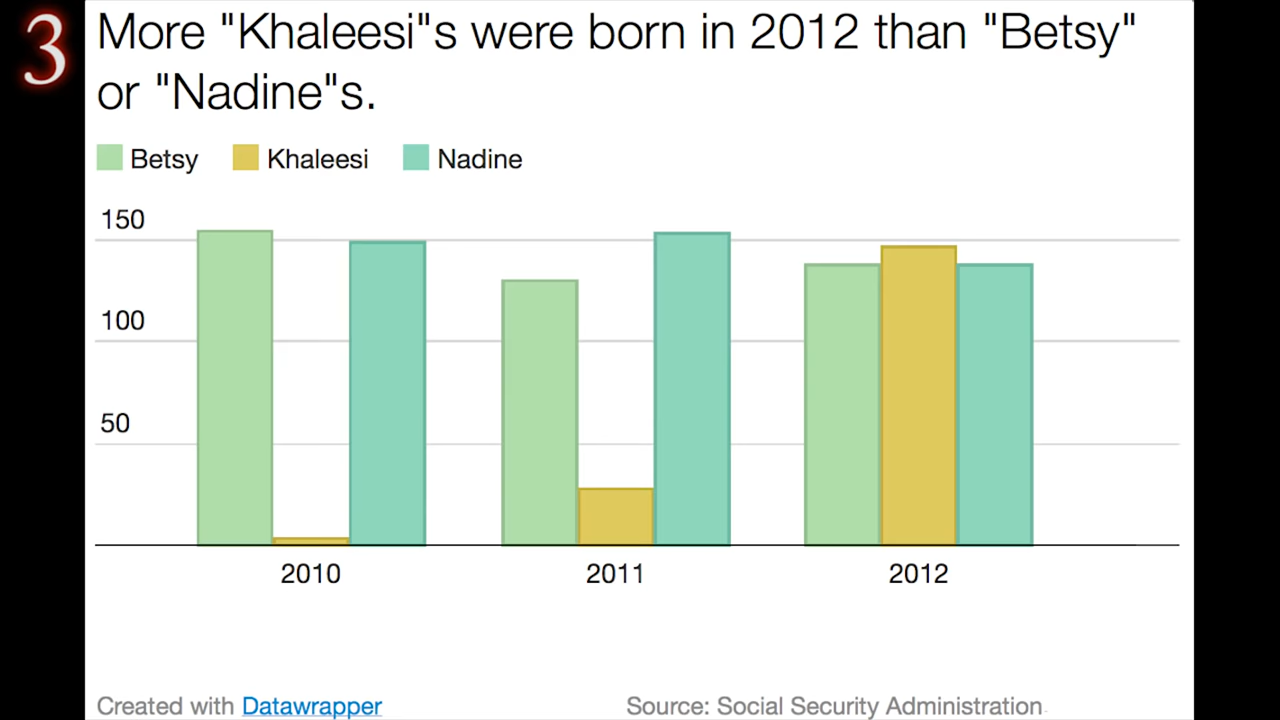 3
More "Khaleesi"s were born in 2012 than "Betsy"
or "Nadine"s.
Betsy Khaleesi Nadine
150
100
50
2010 2011 2012
Created with Datawrapper Source: Social Security Administration